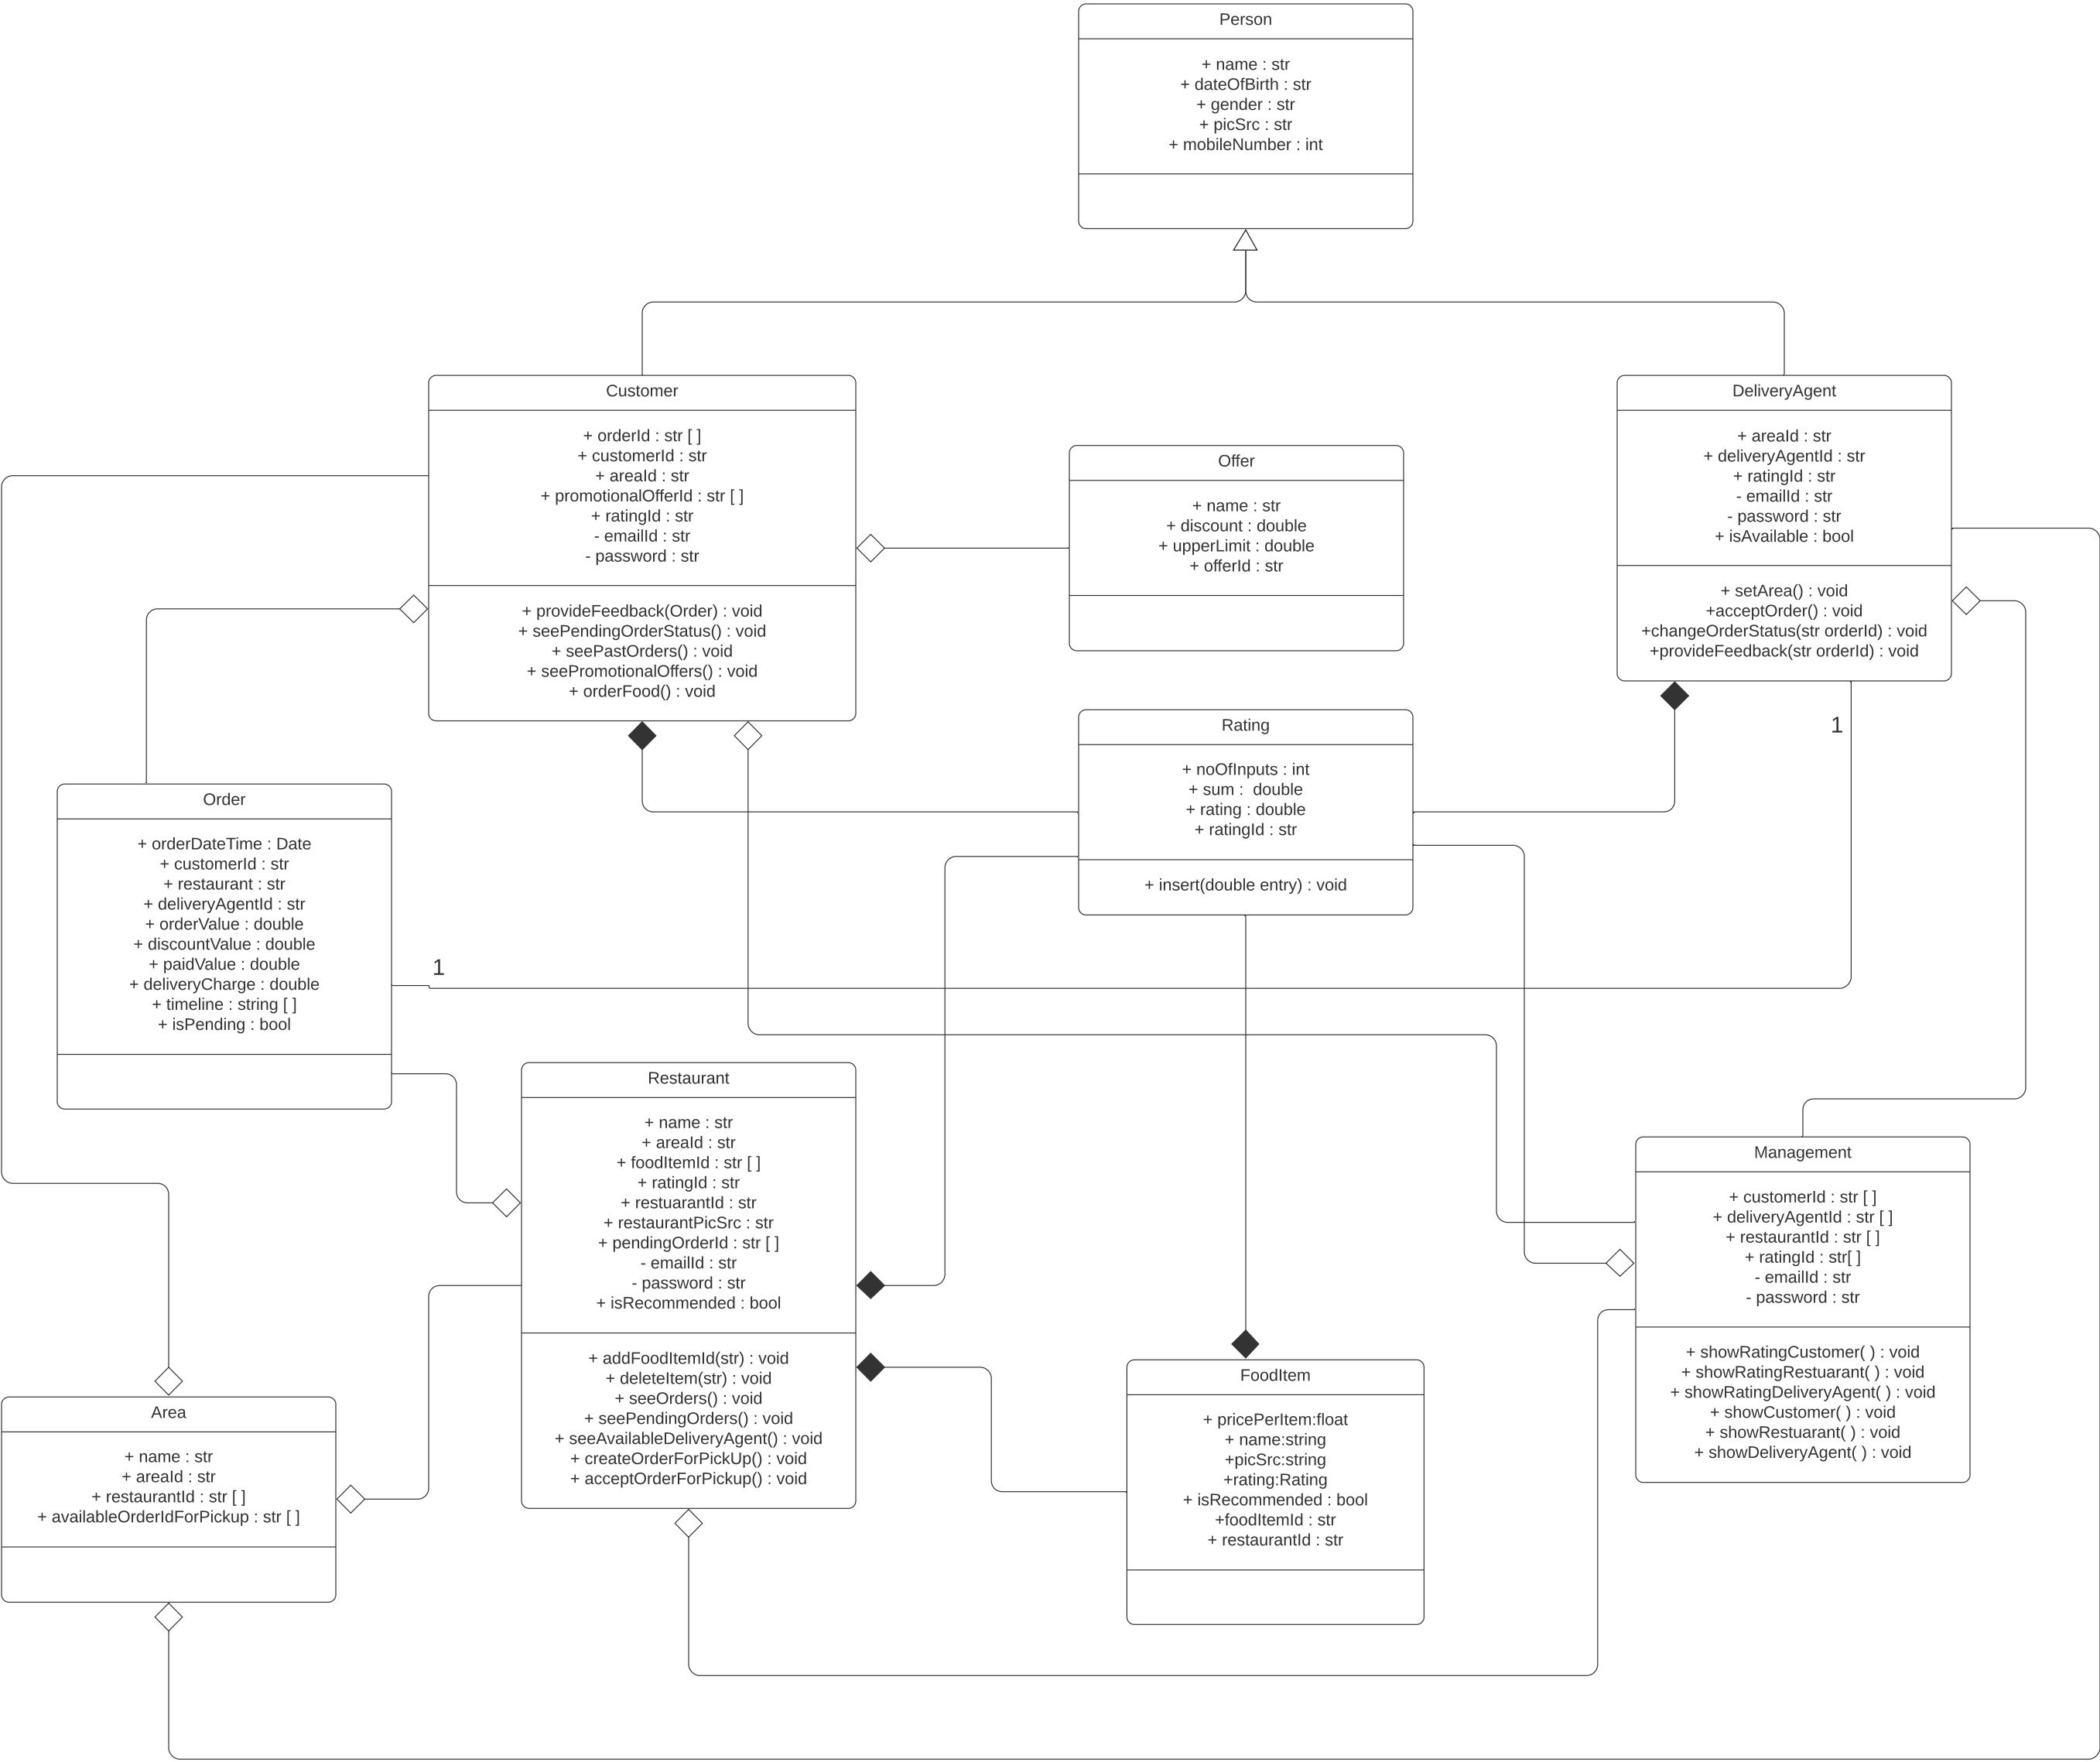 Person
+ name : str
+ dateOfBirth : str
+ gender : str
+ picSrc : str
+ mobileNumber : int
Customer
+ orderId : str [ ]
+ customerId : str
+ areaId : str
+ promotionalOfferId : str [ ]
+ ratingId : str
- emailId : str
- password : str
+ provideFeedback(Order) : void
+ seePendingOrderStatus() : void
+ seePastOrders() : void
+ seePromotionalOffers() : void
+ orderFood() : void
Offer
+ name : str
+ discount : double
+ upperLimit : double
+ offerId : str
DeliveryAgent
+ areaId : str
+ deliveryAgentId : str
+ ratingId : str
- emailId : str
- password : str
+ isAvailable : bool
+ setArea() : void
+acceptOrder() : void
+changeOrderStatus(str orderId) : void
+provideFeedback(str orderId) : void
1
Rating
+ noOfInputs : int
+ sum :  double
+ rating : double
+ ratingId : str
+ insert(double entry) : void
Order
+ orderDateTime : Date
+ customerId : str
+ restaurant : str
+ deliveryAgentId : str
+ orderValue : double
+ discountValue : double
+ paidValue : double
+ deliveryCharge : double
+ timeline : string [ ]
+ isPending : bool
1
Restaurant
+ name : str
+ areaId : str
+ foodItemId : str [ ]
+ ratingId : str
+ restuarantId : str
+ restaurantPicSrc : str
+ pendingOrderId : str [ ]
- emailId : str
- password : str
+ isRecommended : bool
+ addFoodItemId(str) : void
+ deleteItem(str) : void
+ seeOrders() : void
+ seePendingOrders() : void
+ seeAvailableDeliveryAgent() : void
+ createOrderForPickUp() : void
+ acceptOrderForPickup() : void
Management
+ customerId : str [ ]
+ deliveryAgentId : str [ ]
+ restaurantId : str [ ]
+ ratingId : str[ ]
- emailId : str
- password : str
+ showRatingCustomer( ) : void
+ showRatingRestuarant( ) : void
+ showRatingDeliveryAgent( ) : void
+ showCustomer( ) : void
+ showRestuarant( ) : void
+ showDeliveryAgent( ) : void
FoodItem
+ pricePerItem:float
+ name:string
+picSrc:string
+rating:Rating
+ isRecommended : bool
+foodItemId : str
+ restaurantId : str
Area
+ name : str
+ areaId : str
+ restaurantId : str [ ]
+ availableOrderIdForPickup : str [ ]